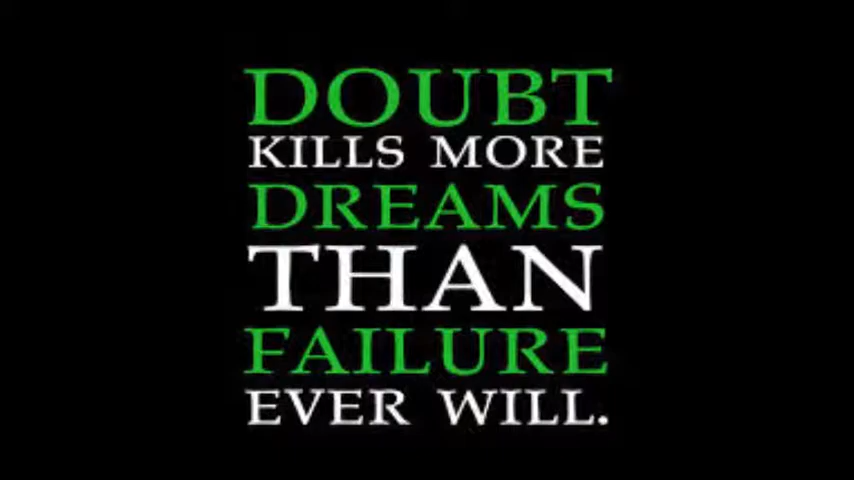 DOUBT
KILLS MORE
DREAMS
THAN
FAILURE
EVER WILL.